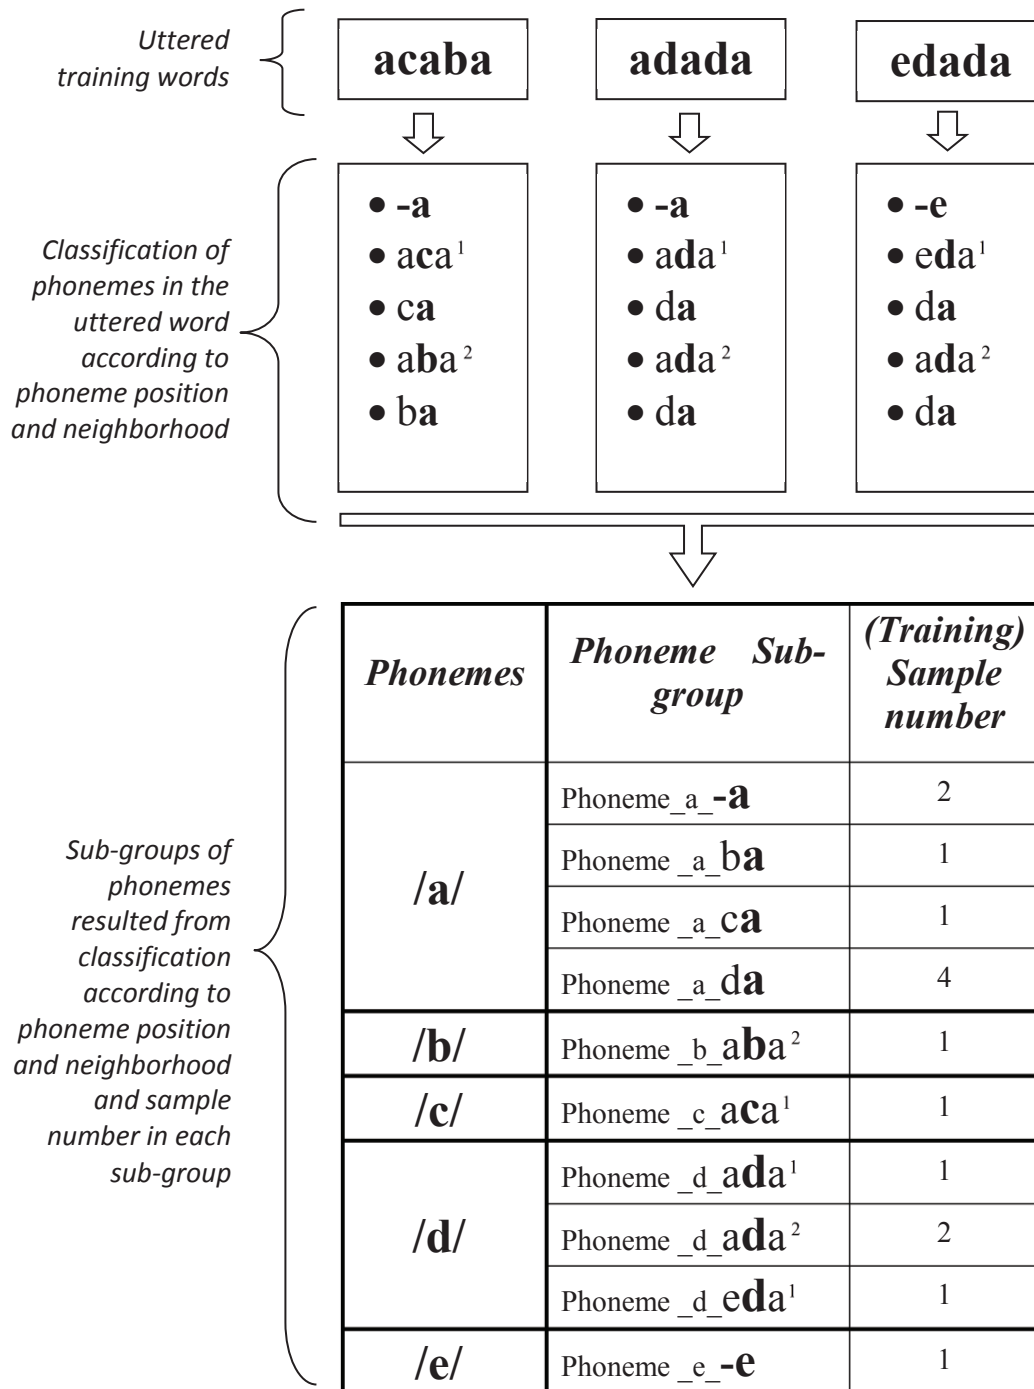 Uttered
training words
acaba
adada
edada
Classification of
phonemes in the
uttered word
according to
phoneme position
and neighborhood
• -a
• aca¹
• ca
• aba²
• ba
• -a
• ada¹
• da
• ada²
• da
• -e
• eda¹
• da
• ada²
• da
Sub-groups of
phonemes
resulted from
classification
according to
phoneme position
and neighborhood
and sample
number in each
sub-group
Phonemes
Phoneme Sub-
group
(Training)
Sample
number
/a/
Phoneme_a_-a 2
Phoneme _a_ba 1
Phoneme _a_ca 1
Phoneme _a_da 4
/b/ Phoneme _b_aba² 1
/c/ Phoneme _c_aca¹ 1
/d/
Phoneme _d_ada¹ 1
Phoneme _d_ada² 2
Phoneme _d_eda¹ 1
/e/ Phoneme _e_-e 1